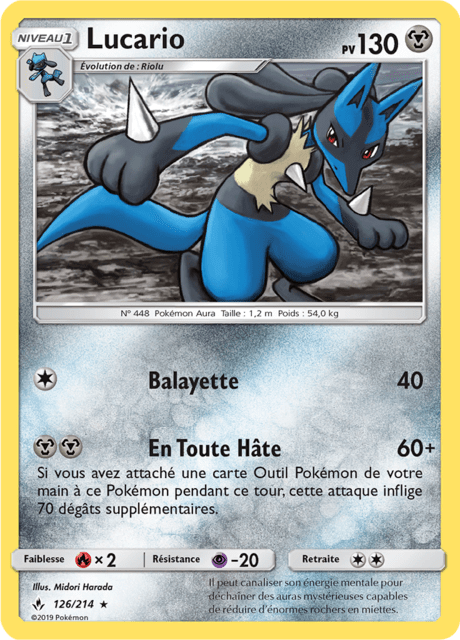 NIVEAU 1
Lucario
PV 130
Évolution de : Riolu
N° 448 Pokémon Aura Taille : 1,2 m Poids : 54,0 kg
Balayette 40
En Toute Hâte 60+
Si vous avez attaché une carte Outil Pokémon de votre
main à ce Pokémon pendant ce tour, cette attaque inflige
70 dégâts supplémentaires.
Faiblesse ×2 Résistance -20 Retraite
Illus. Midori Harada
126/214 ★
©2019 Pokémon
Il peut canaliser son énergie mentale pour
déchaîner des auras mystérieuses capables
de réduire d'énormes rochers en miettes.